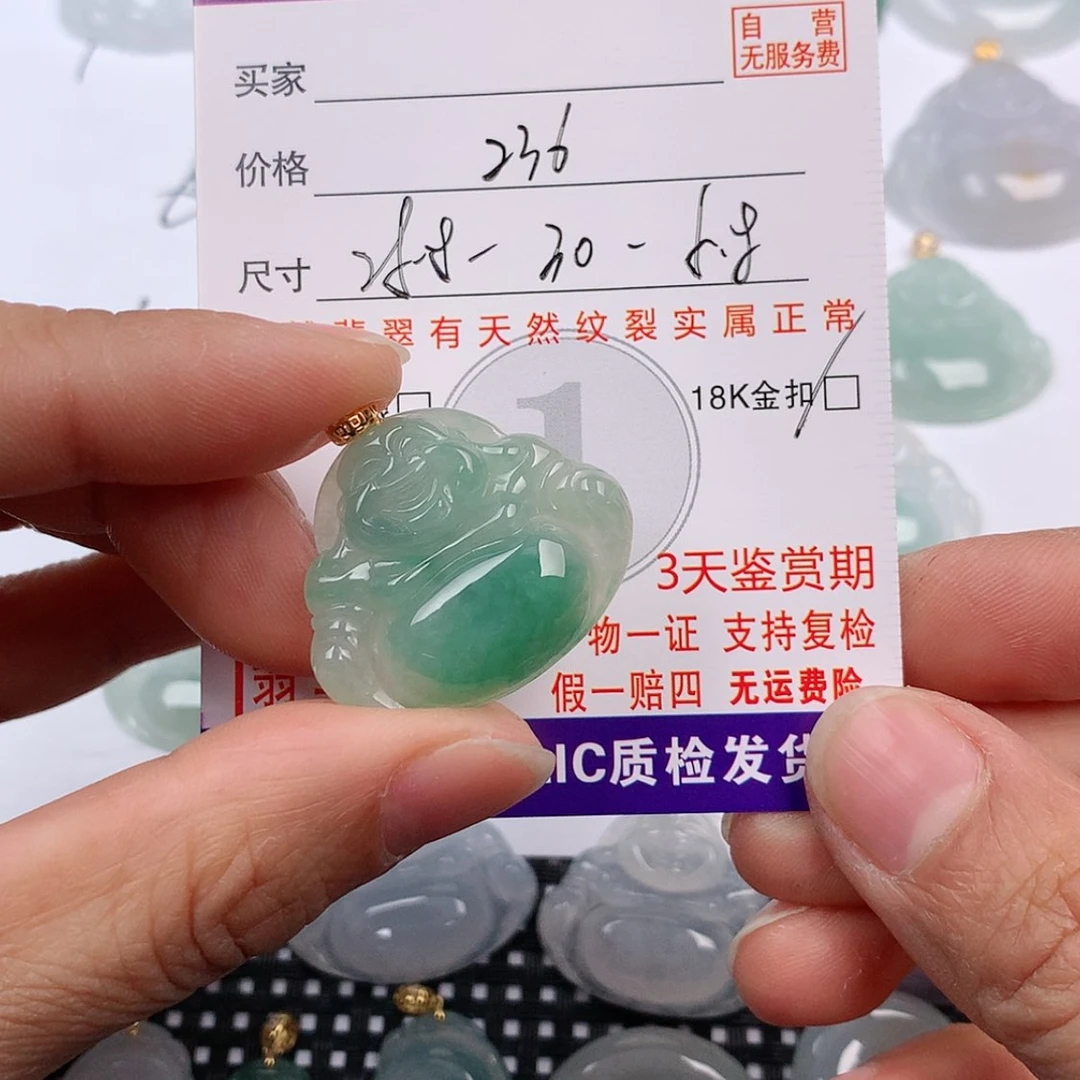 自营
无服务费
买家
价格 236
尺寸 - 30 -
翡翠有天然纹裂实属正常
18K金扣
1
3天鉴赏期
物一证 支持复检
假一赔四 无运费险
IC质检发货